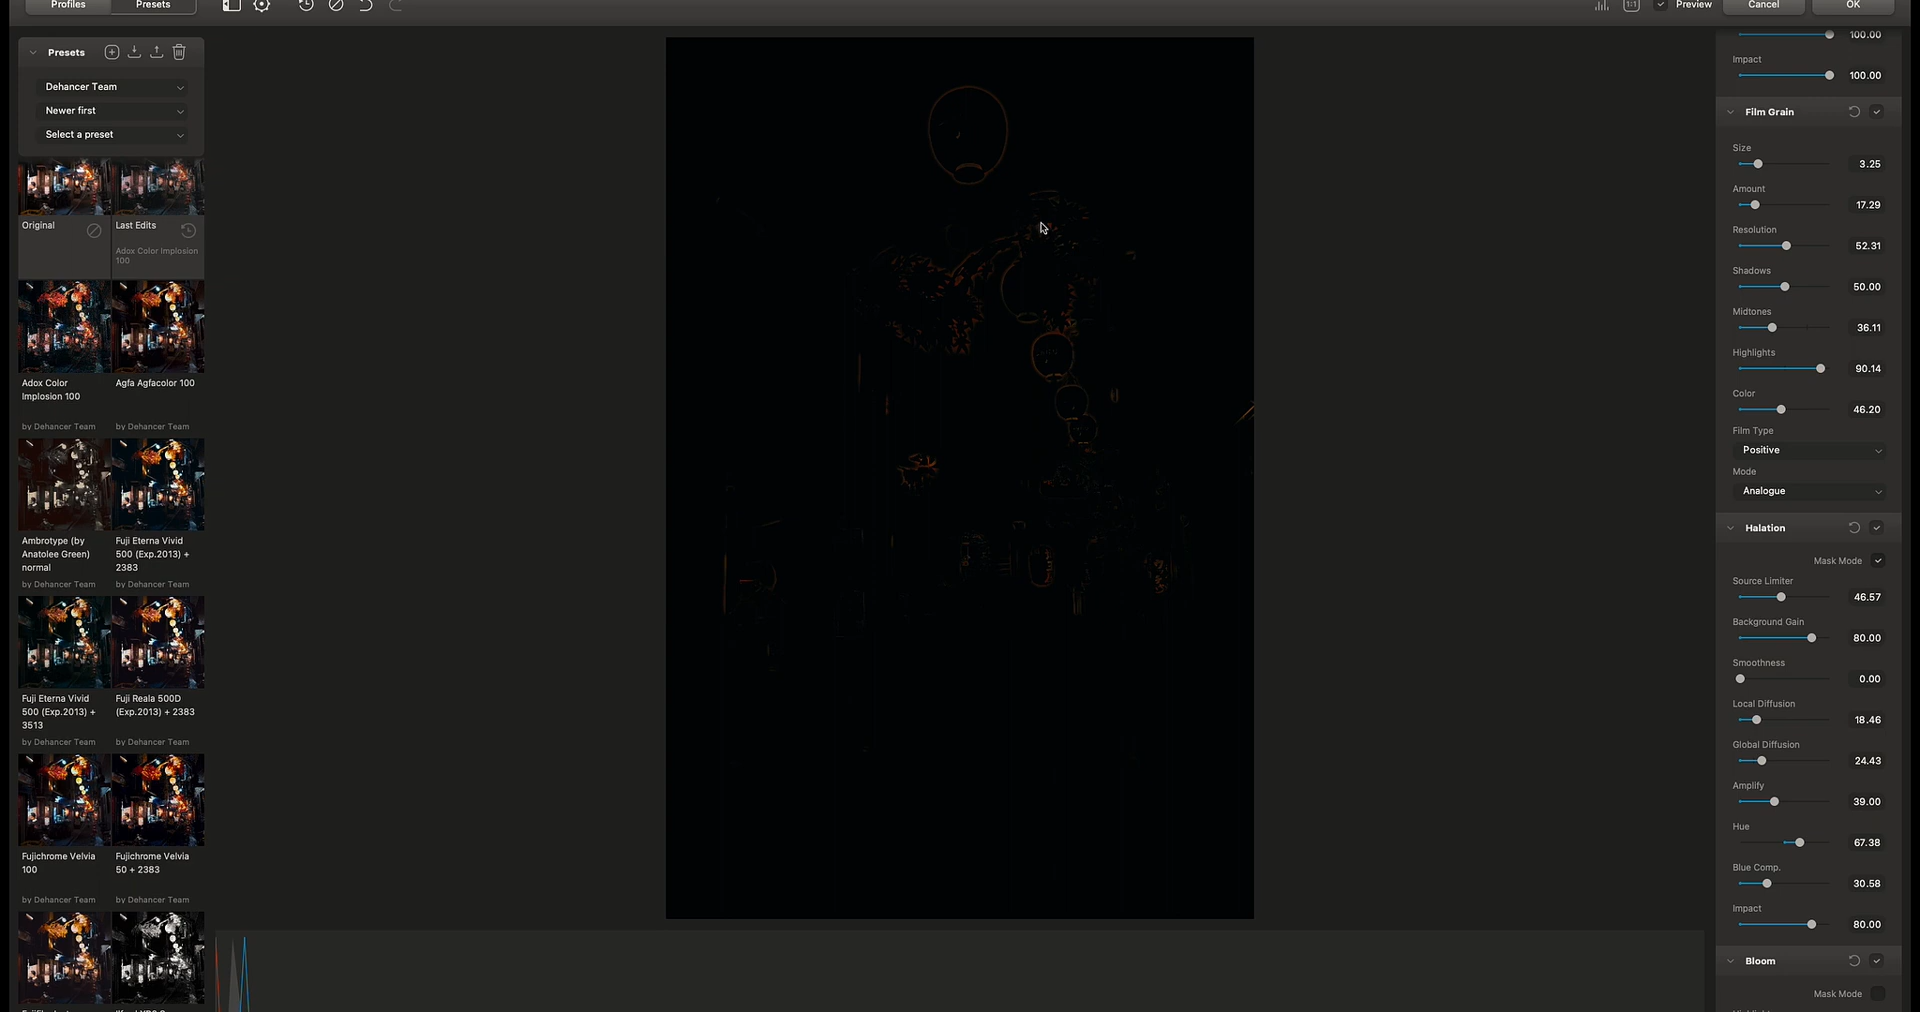 Profiles
Presets
1:1
Preview
Cancel
OK
Presets
Dehancer Team
Newer first
Select a preset
Original
Last Edits
Adox Color Implosion
100
Adox Color
Implosion 100
by Dehancer Team
Agfa Agfacolor 100
by Dehancer Team
Ambrotype (by
Anatolee Green)
normal
by Dehancer Team
Fuji Eterna Vivid
500 (Exp.2013) +
2383
by Dehancer Team
Fuji Eterna Vivid
500 (Exp.2013) +
3513
by Dehancer Team
Fuji Reala 500D
(Exp.2013) + 2383
by Dehancer Team
Fujichrome Velvia
100
by Dehancer Team
Fujichrome Velvia
50 + 2383
by Dehancer Team
100.00
Impact
100.00
Film Grain
Size
3.25
Amount
17.29
Resolution
52.31
Shadows
50.00
Midtones
36.11
Highlights
90.14
Color
46.20
Film Type
Positive
Mode
Analogue
Halation
Mask Mode
Source Limiter
46.57
Background Gain
80.00
Smoothness
0.00
Local Diffusion
18.46
Global Diffusion
24.43
Amplify
39.00
Hue
67.38
Blue Comp.
30.58
Impact
80.00
Bloom
Mask Mode